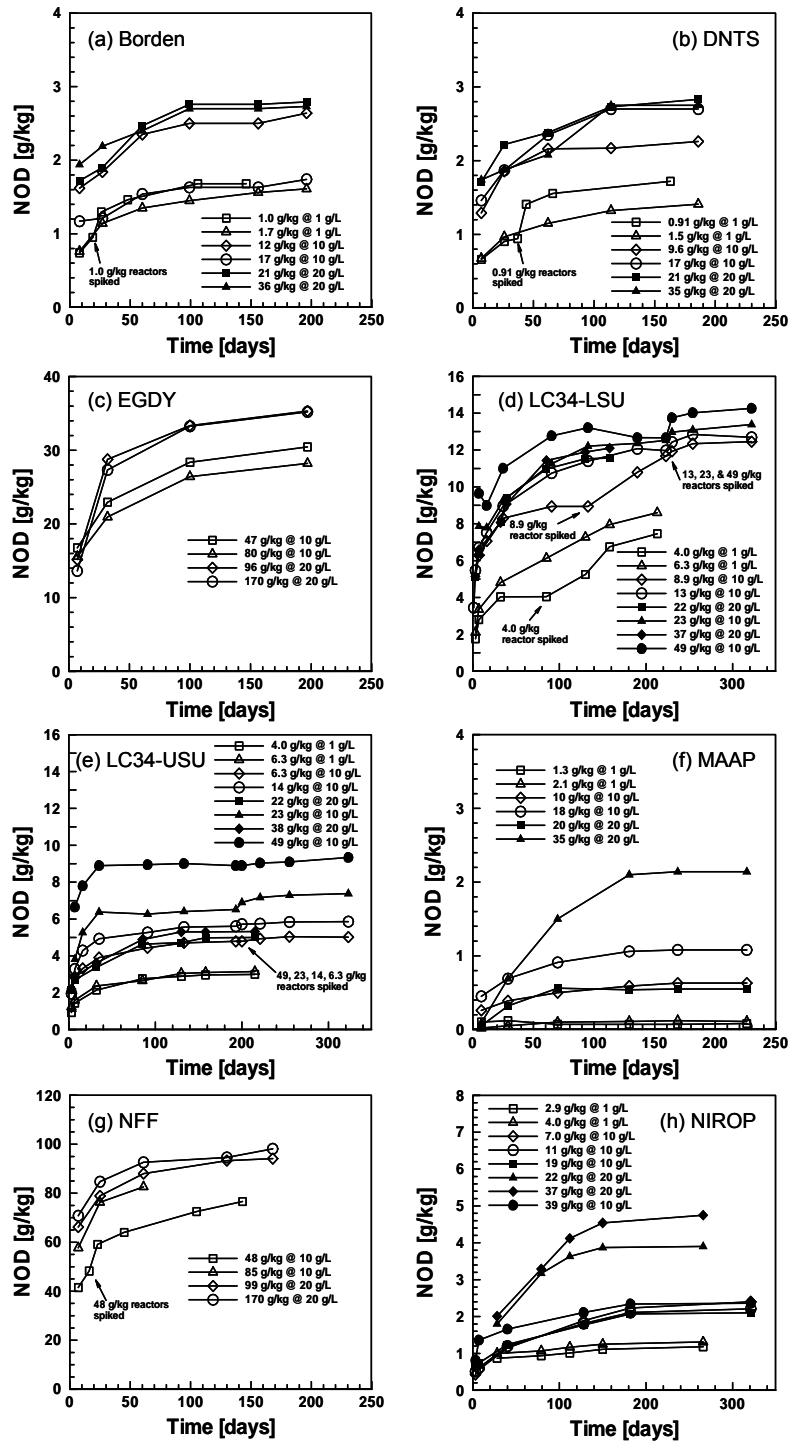 (a) Borden
NOD [g/kg]
4
3
2
1
0
0 50 100 150 200 250
Time [days]
1.0 g/kg @ 1 g/L
1.7 g/kg @ 1 g/L
12 g/kg @ 10 g/L
17 g/kg @ 10 g/L
21 g/kg @ 20 g/L
36 g/kg @ 20 g/L
1.0 g/kg reactors
spiked
(b) DNTS
NOD [g/kg]
4
3
2
1
0
0 50 100 150 200 250
Time [days]
0.91 g/kg @ 1 g/L
1.5 g/kg @ 1 g/L
9.6 g/kg @ 10 g/L
17 g/kg @ 10 g/L
21 g/kg @ 20 g/L
35 g/kg @ 20 g/L
0.91 g/kg reactors
spiked
(c) EGDY
NOD [g/kg]
40
30
20
10
0
0 50 100 150 200 250
Time [days]
47 g/kg @ 10 g/L
80 g/kg @ 10 g/L
96 g/kg @ 20 g/L
170 g/kg @ 20 g/L
(d) LC34-LSU
NOD [g/kg]
16
14
12
10
8
6
4
2
0
0 50 100 150 200 250 300
Time [days]
13, 23, & 49 g/kg
reactors spiked
8.9 g/kg
reactor spiked
4.0 g/kg
reactor spiked
4.0 g/kg @ 1 g/L
6.3 g/kg @ 1 g/L
8.9 g/kg @ 10 g/L
13 g/kg @ 10 g/L
22 g/kg @ 20 g/L
23 g/kg @ 10 g/L
37 g/kg @ 20 g/L
49 g/kg @ 10 g/L
(e) LC34-USU
NOD [g/kg]
16
14
12
10
8
6
4
2
0
0 100 200 300
Time [days]
4.0 g/kg @ 1 g/L
6.3 g/kg @ 1 g/L
6.3 g/kg @ 10 g/L
14 g/kg @ 10 g/L
22 g/kg @ 20 g/L
23 g/kg @ 10 g/L
38 g/kg @ 20 g/L
49 g/kg @ 10 g/L
49, 23, 14, 6.3 g/kg
reactors spiked
(f) MAAP
NOD [g/kg]
4
3
2
1
0
0 50 100 150 200 250
Time [days]
1.3 g/kg @ 1 g/L
2.1 g/kg @ 1 g/L
10 g/kg @ 10 g/L
18 g/kg @ 10 g/L
20 g/kg @ 20 g/L
35 g/kg @ 20 g/L
(g) NFF
NOD [g/kg]
120
100
80
60
40
20
0
0 50 100 150 200 250
Time [days]
48 g/kg @ 10 g/L
85 g/kg @ 10 g/L
99 g/kg @ 20 g/L
170 g/kg @ 20 g/L
48 g/kg reactors
spiked
(h) NIROP
NOD [g/kg]
8
7
6
5
4
3
2
1
0
0 50 100 150 200 250 300
Time [days]
2.9 g/kg @ 1 g/L
4.0 g/kg @ 1 g/L
7.0 g/kg @ 10 g/L
11 g/kg @ 10 g/L
19 g/kg @ 10 g/L
22 g/kg @ 20 g/L
37 g/kg @ 20 g/L
39 g/kg @ 10 g/L